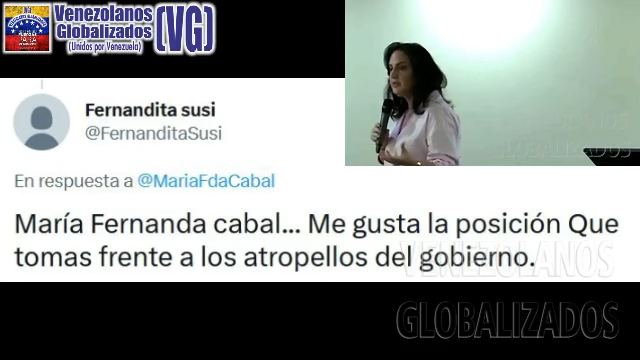 Venezolanos
Globalizados
(Unidos por Venezuela)
(VG)
Fernandita susi
@FernanditaSusi
En respuesta a @MariaFdaCabal
María Fernanda cabal... Me gusta la posición Que
tomas frente a los atropellos del gobierno.
GLOBALIZADOS
VENEZOLANOS
GLOBALIZADOS